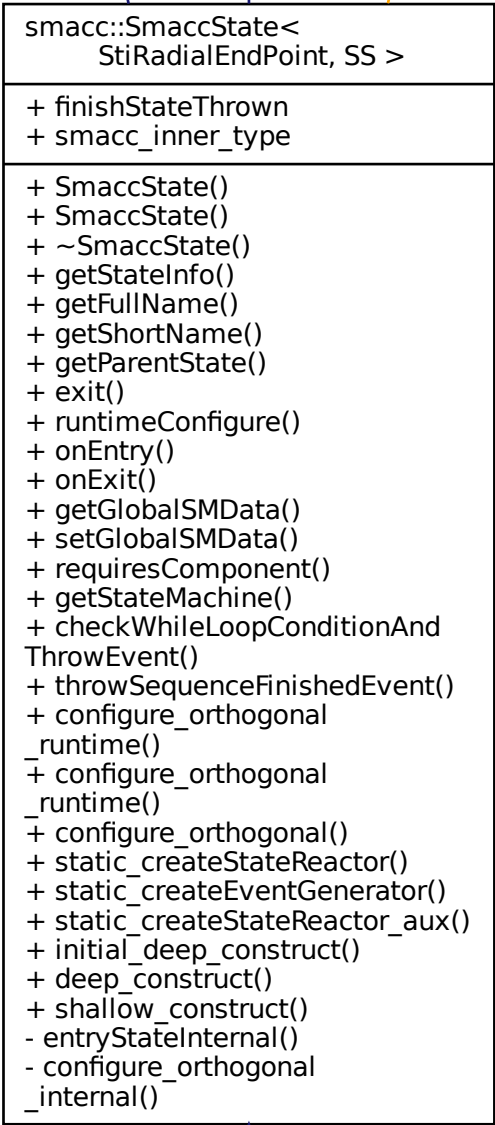 smacc::SmaccState<
StiRadialEndPoint, SS >
+ finishStateThrown
+ smacc_inner_type
+ SmaccState()
+ SmaccState()
+ ~SmaccState()
+ getStateInfo()
+ getFullName()
+ getShortName()
+ getParentState()
+ exit()
+ runtimeConfigure()
+ onEntry()
+ onExit()
+ getGlobalSMData()
+ setGlobalSMData()
+ requiresComponent()
+ getStateMachine()
+ checkWhileLoopConditionAnd
ThrowEvent()
+ throwSequenceFinishedEvent()
+ configure_orthogonal
_runtime()
+ configure_orthogonal
_runtime()
+ configure_orthogonal()
+ static_createStateReactor()
+ static_createEventGenerator()
+ static_createStateReactor_aux()
+ initial_deep_construct()
+ deep_construct()
+ shallow_construct()
- entryStateInternal()
- configure_orthogonal
_internal()